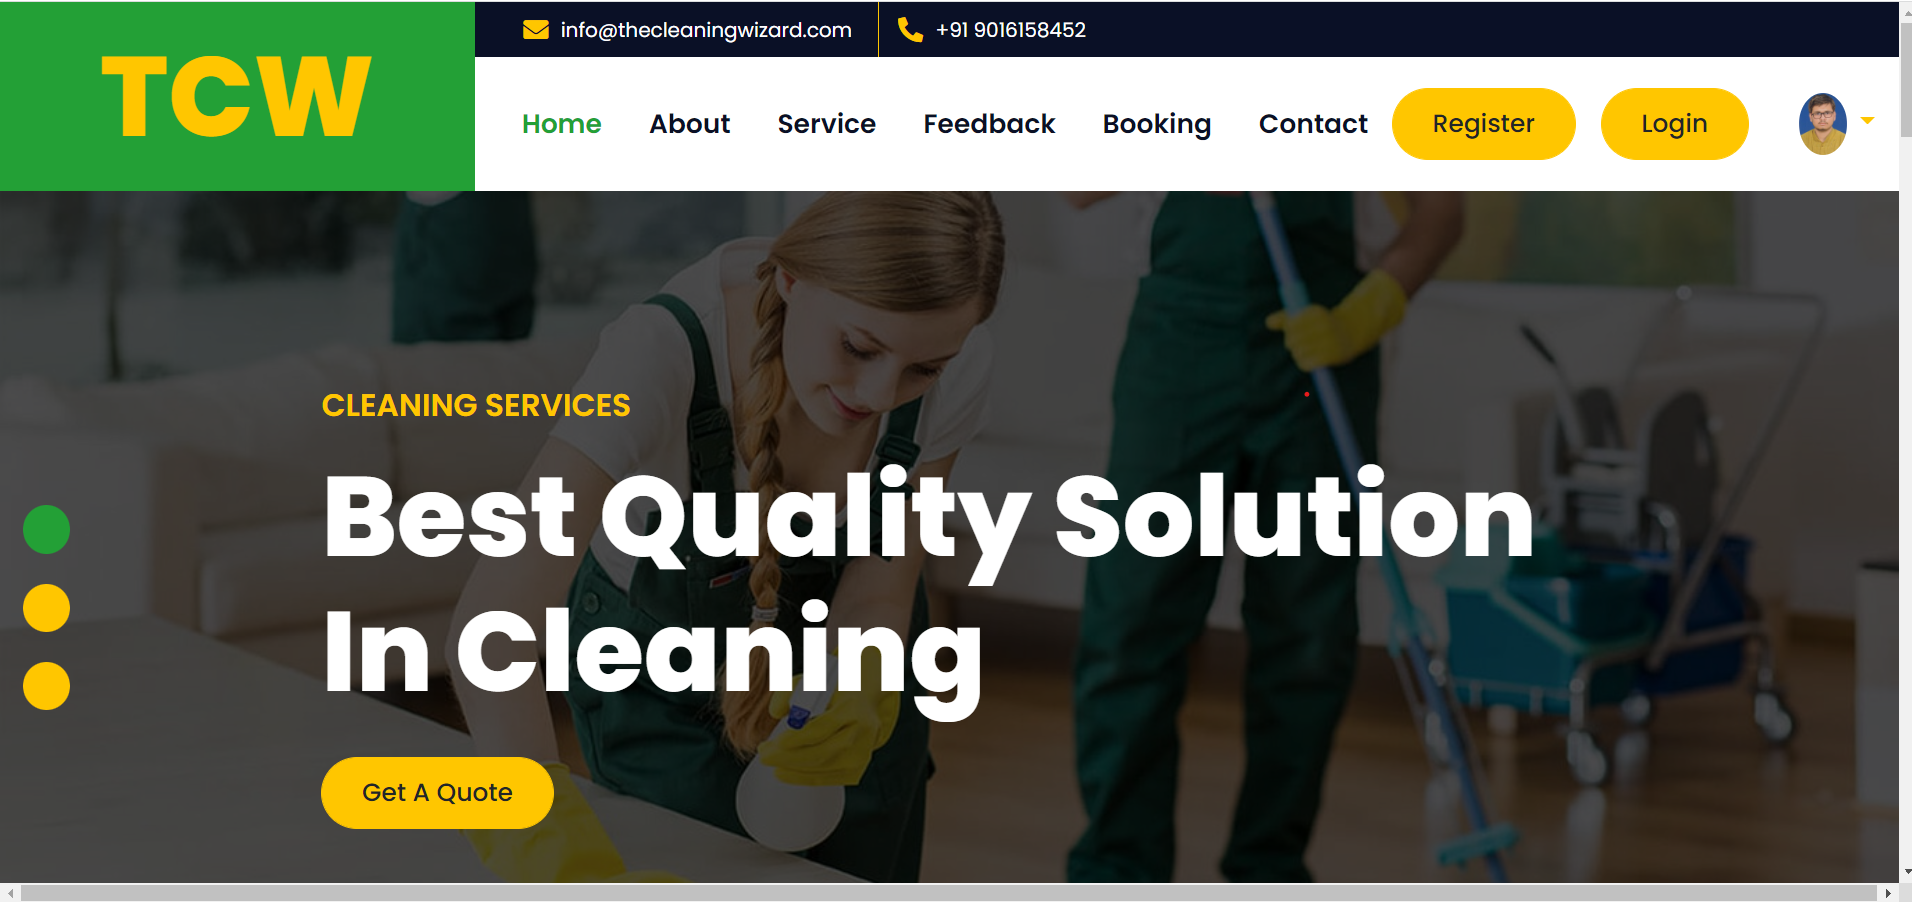 TCW
info@thecleaningwizard.com
+91 9016158452
Home About Service Feedback Booking Contact Register Login
CLEANING SERVICES
Best Quality Solution
In Cleaning
Get A Quote